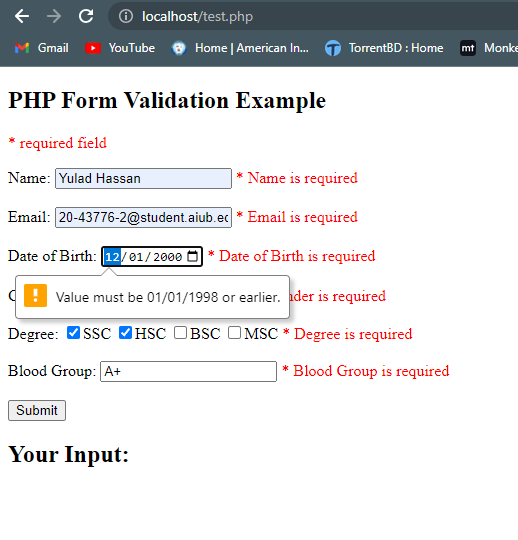 localhost/test.php
Gmail YouTube Home | American In... TorrentBD : Home mt Monke
PHP Form Validation Example
* required field
Name: Yulad Hassan * Name is required
Email: 20-43776-2@student.aiub.ec * Email is required
Date of Birth: 12/01/2000 * Date of Birth is required
Value must be 01/01/1998 or earlier.
is required
Degree: SSC HSC BSC MSC * Degree is required
Blood Group: A+ * Blood Group is required
Submit
Your Input: